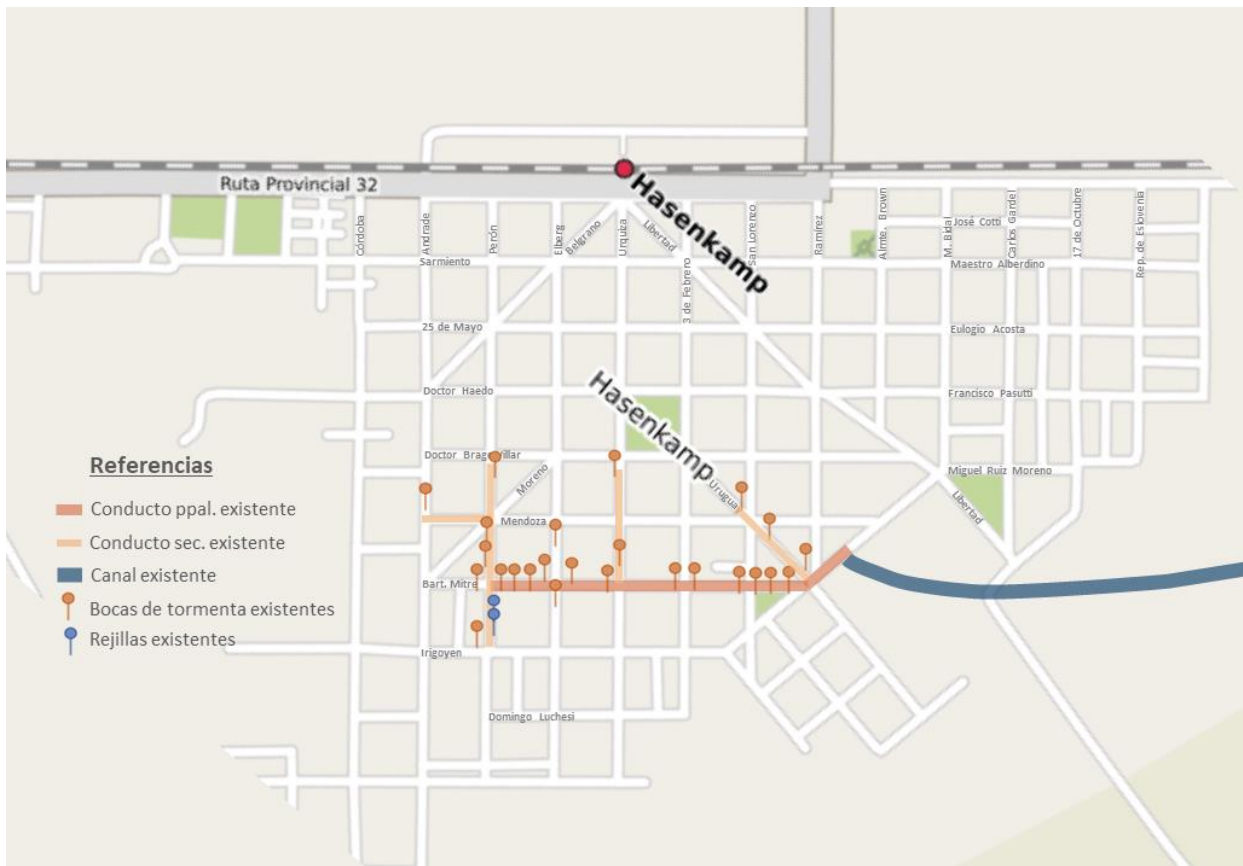 Ruta Provincial 32
Hasenkamp
Córdoba
Andrade
Perón
Elberg
Belgrano
Urquiza
Libertad
3 de Febrero
San Lorenzo
Ramírez
Almte. Brown
M. Bidal
José Cotti
Carlos Gardel
17 de Octubre
Rep. de Eslovenia
Sarmiento
Maestro Alberdino
25 de Mayo
Eulogio Acosta
Doctor Haedo
Hasenkamp
Francisco Pasutti
Doctor Brage Villar
Moreno
Miguel Ruiz Moreno
Uruguay
Libertad
Mendoza
Bart. Mitre
Irigoyen
Domingo Luchesi
Referencias
Conducto ppal. existente
Conducto sec. existente
Canal existente
Bocas de tormenta existentes
Rejillas existentes